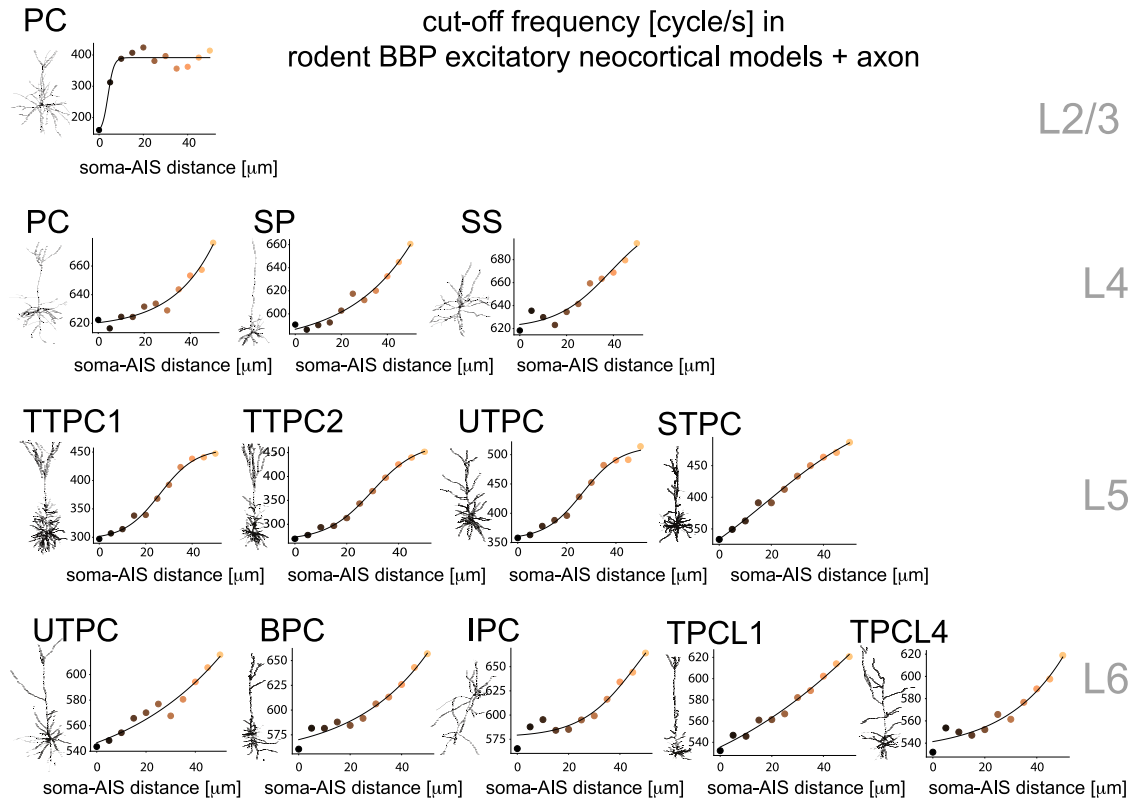 PC
cut-off frequency [cycle/s] in
rodent BBP excitatory neocortical models + axon
400
300
200
0 20 40
soma-AIS distance [μm]
L2/3
PC SP SS
660
640
620
0 20 40
soma-AIS distance [μm]
660
640
620
600
0 20 40
soma-AIS distance [μm]
680
660
640
620
0 20 40
soma-AIS distance [μm]
L4
TTPC1 TTPC2 UTPC STPC
450
400
350
300
0 20 40
soma-AIS distance [μm]
450
400
350
300
0 20 40
soma-AIS distance [μm]
500
450
400
350
0 20 40
soma-AIS distance [μm]
450
400
350
0 20 40
soma-AIS distance [μm]
L5
UTPC BPC IPC TPCL1 TPCL4
600
580
560
540
0 20 40
soma-AIS distance [μm]
650
625
600
575
0 20 40
soma-AIS distance [μm]
650
625
600
575
0 20 40
soma-AIS distance [μm]
620
600
580
560
540
0 20 40
soma-AIS distance [μm]
620
600
580
560
540
0 20 40
soma-AIS distance [μm]
L6